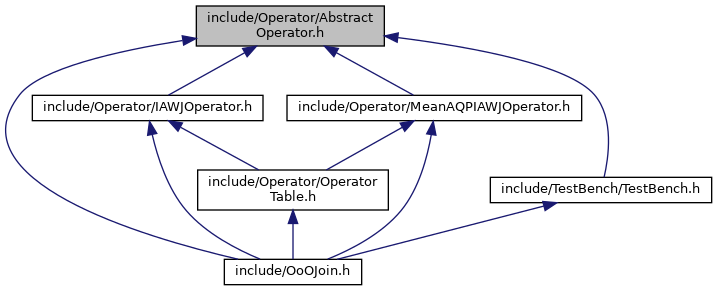 include/Operator/Abstract
Operator.h
include/Operator/IAWJOperator.h
include/Operator/MeanAQPIAWJOperator.h
include/Operator/Operator
Table.h
include/TestBench/TestBench.h
include/OoOJoin.h